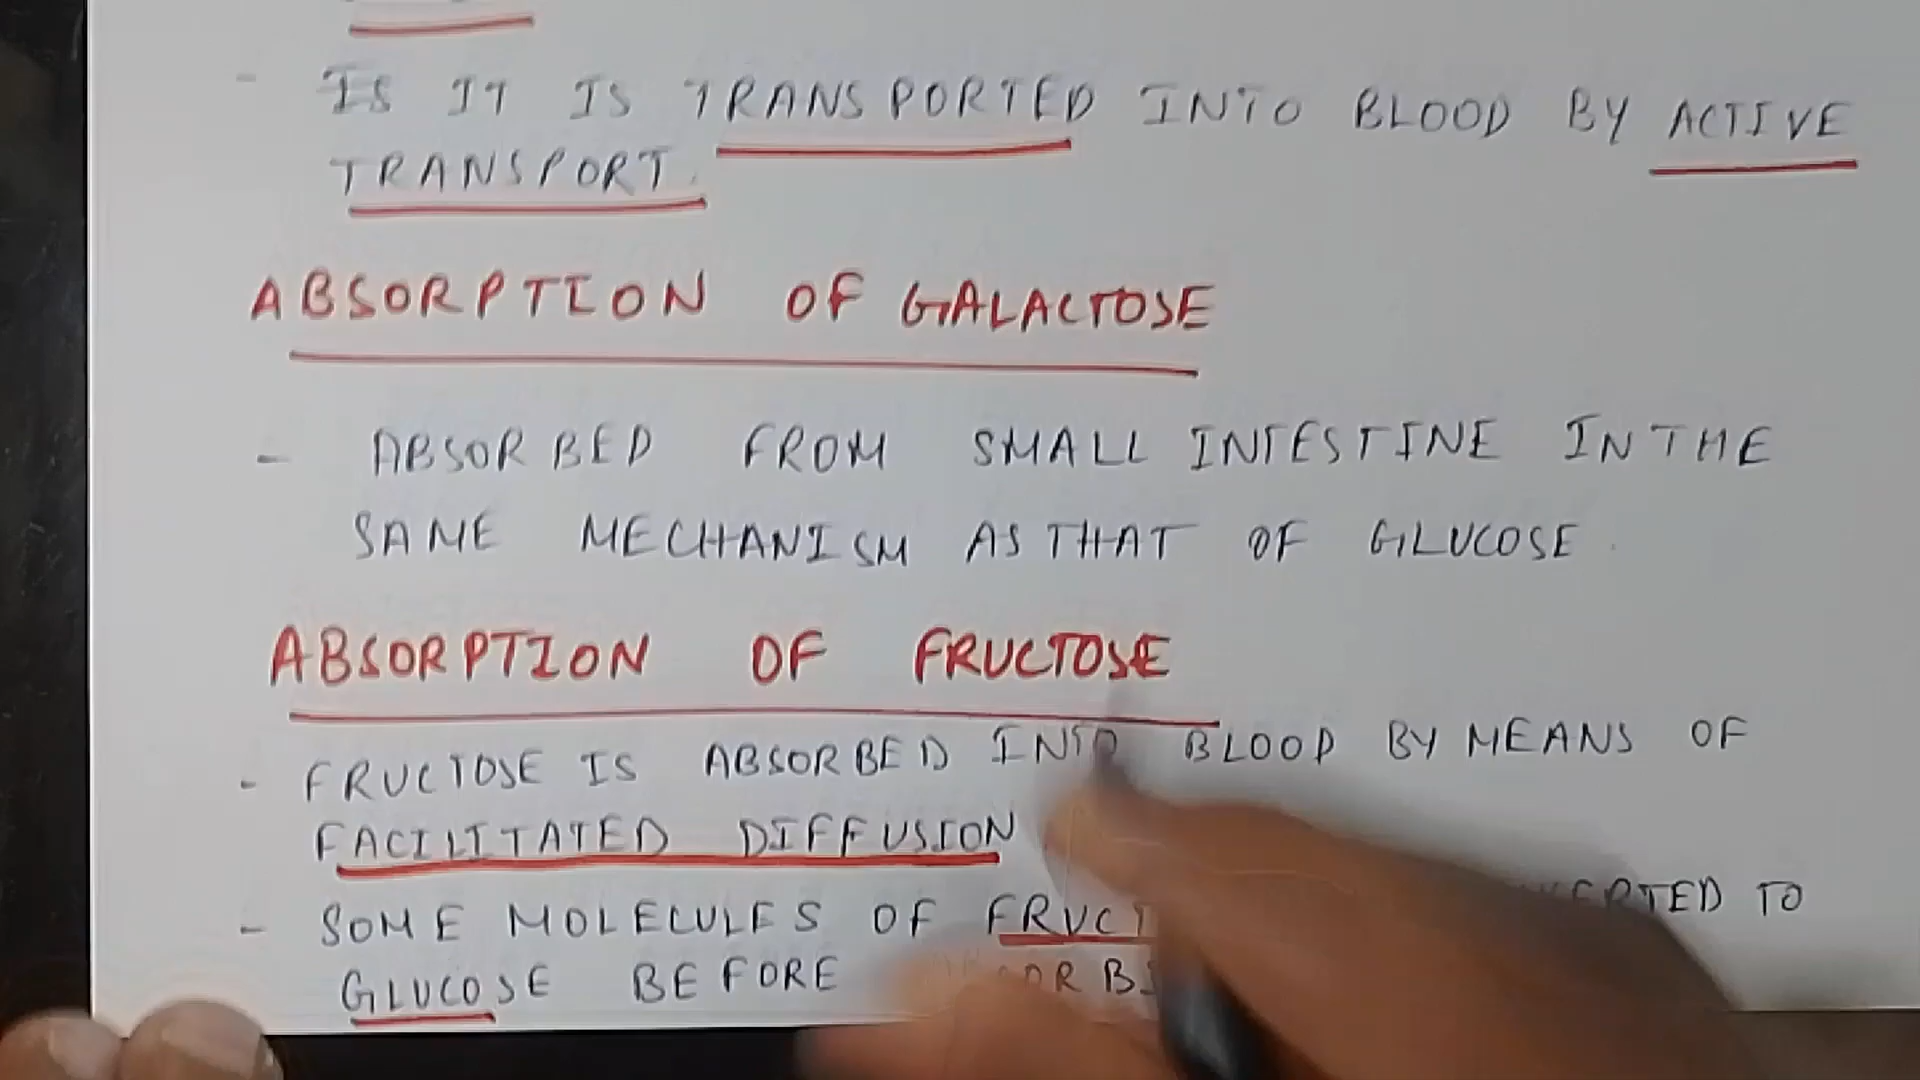 - IS IT IS TRANSPORTED INTO BLOOD BY ACTIVE
TRANSPORT.
ABSORPTION OF GALACTOSE
- ABSORBED FROM SMALL INTESTINE IN THE
SAME MECHANISM AS THAT OF GLUCOSE.
ABSORPTION OF FRUCTOSE
- FRUCTOSE IS ABSORBED INTO BLOOD BY MEANS OF
FACILITATED DIFFUSION
- SOME MOLECULES OF FRUCT TO
GLUCOSE BEFORE